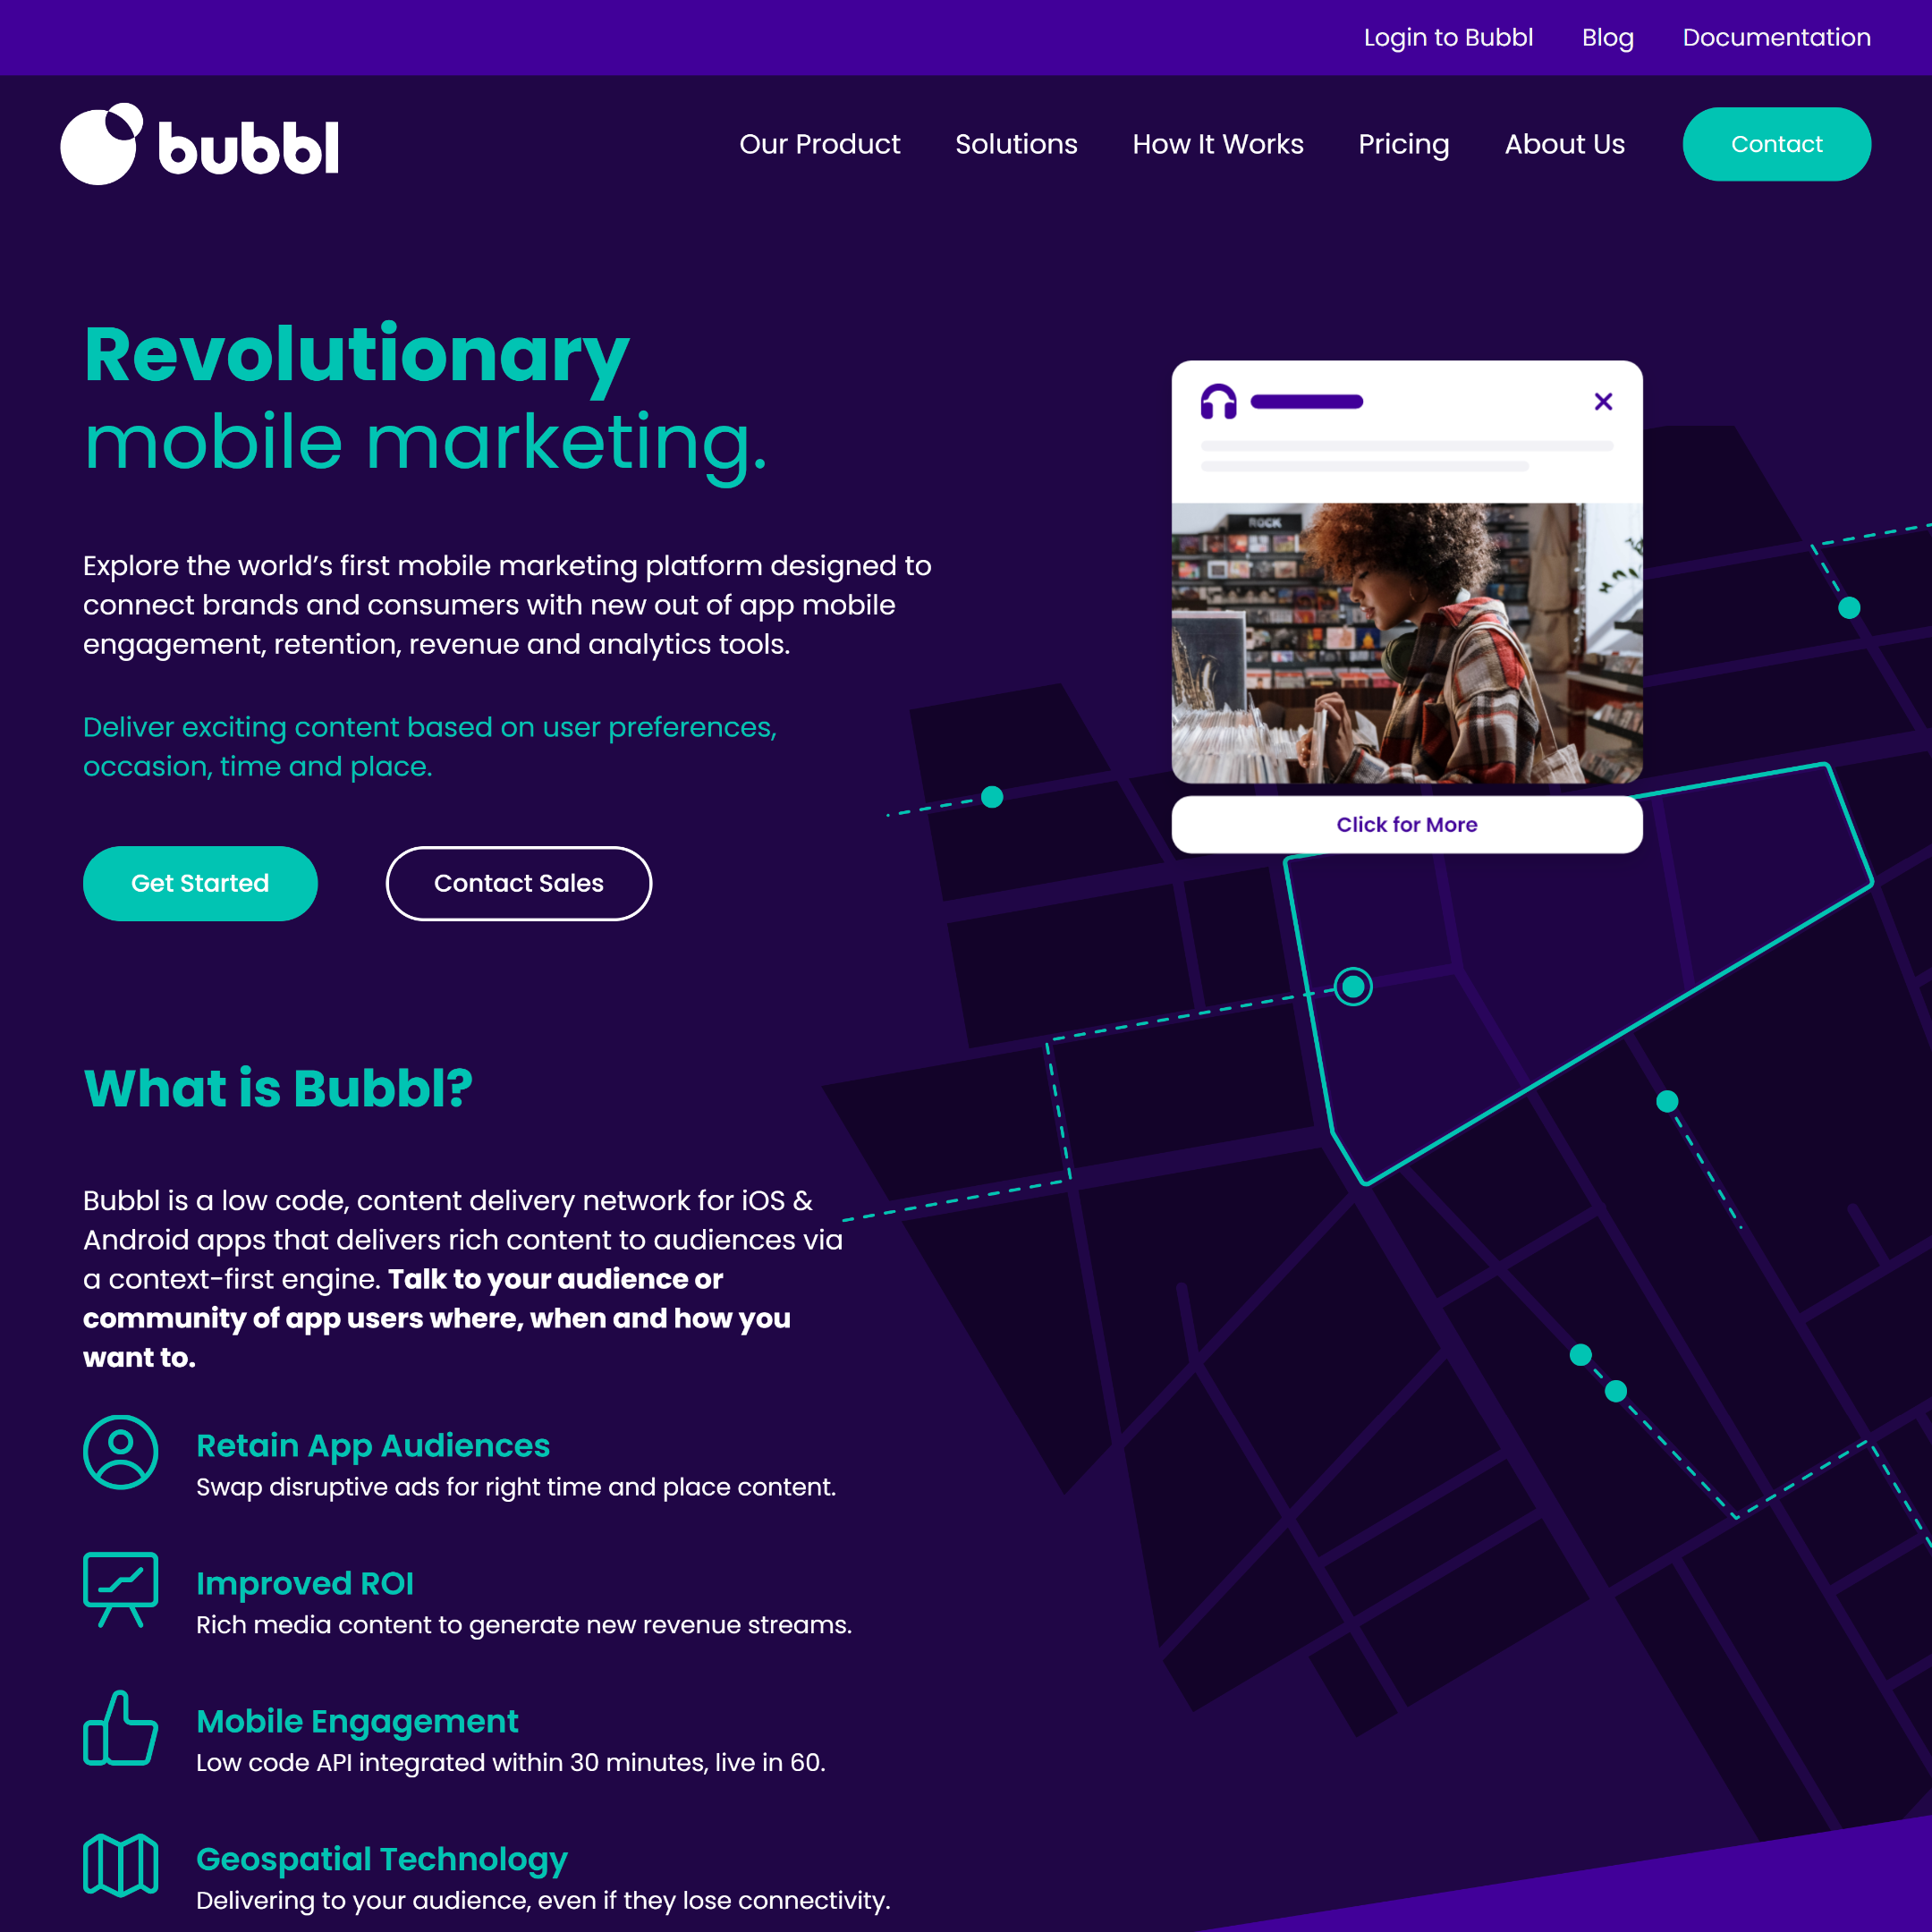 Login to Bubbl Blog Documentation
bubbl
Our Product Solutions How It Works Pricing About Us Contact
Revolutionary
mobile marketing.
Explore the world’s first mobile marketing platform designed to
connect brands and consumers with new out of app mobile
engagement, retention, revenue and analytics tools.
Deliver exciting content based on user preferences,
occasion, time and place.
Get Started Contact Sales
ROCK
Click for More
What is Bubbl?
Bubbl is a low code, content delivery network for iOS &
Android apps that delivers rich content to audiences via
a context-first engine. Talk to your audience or
community of app users where, when and how you
want to.
Retain App Audiences
Swap disruptive ads for right time and place content.
Improved ROI
Rich media content to generate new revenue streams.
Mobile Engagement
Low code API integrated within 30 minutes, live in 60.
Geospatial Technology
Delivering to your audience, even if they lose connectivity.